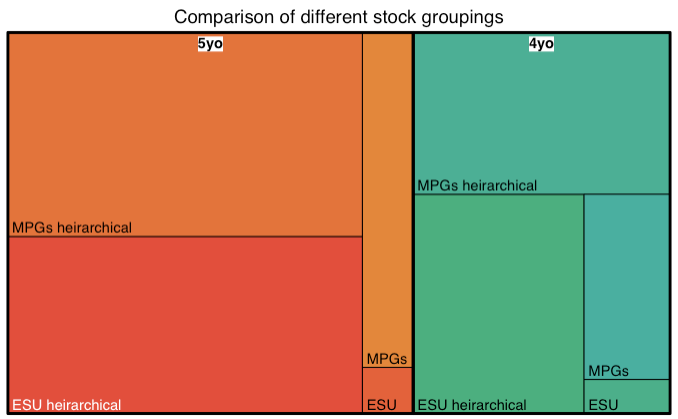 Comparison of different stock groupings
5yo
4yo
MPGs heirarchical
MPGs heirarchical
MPGs
MPGs
ESU heirarchical
ESU
ESU heirarchical
ESU